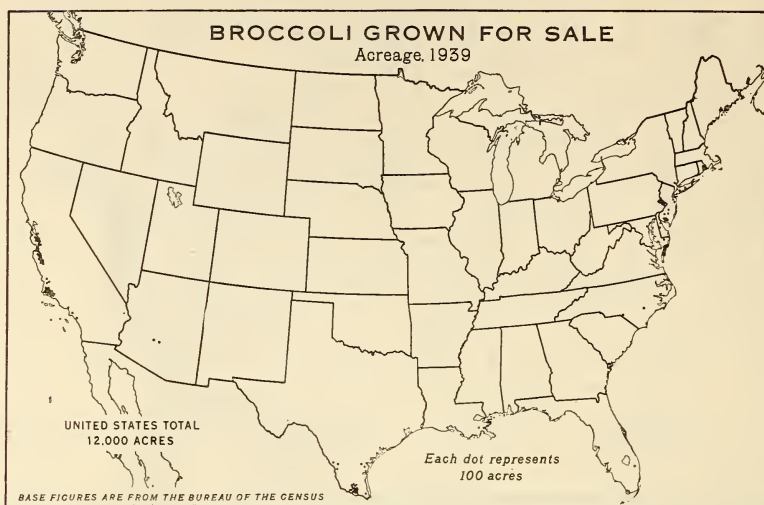 BROCCOLI GROWN FOR SALE
Acreage, 1939
UNITED STATES TOTAL
12,000 ACRES
Each dot represents
100 acres
BASE FIGURES ARE FROM THE BUREAU OF THE CENSUS